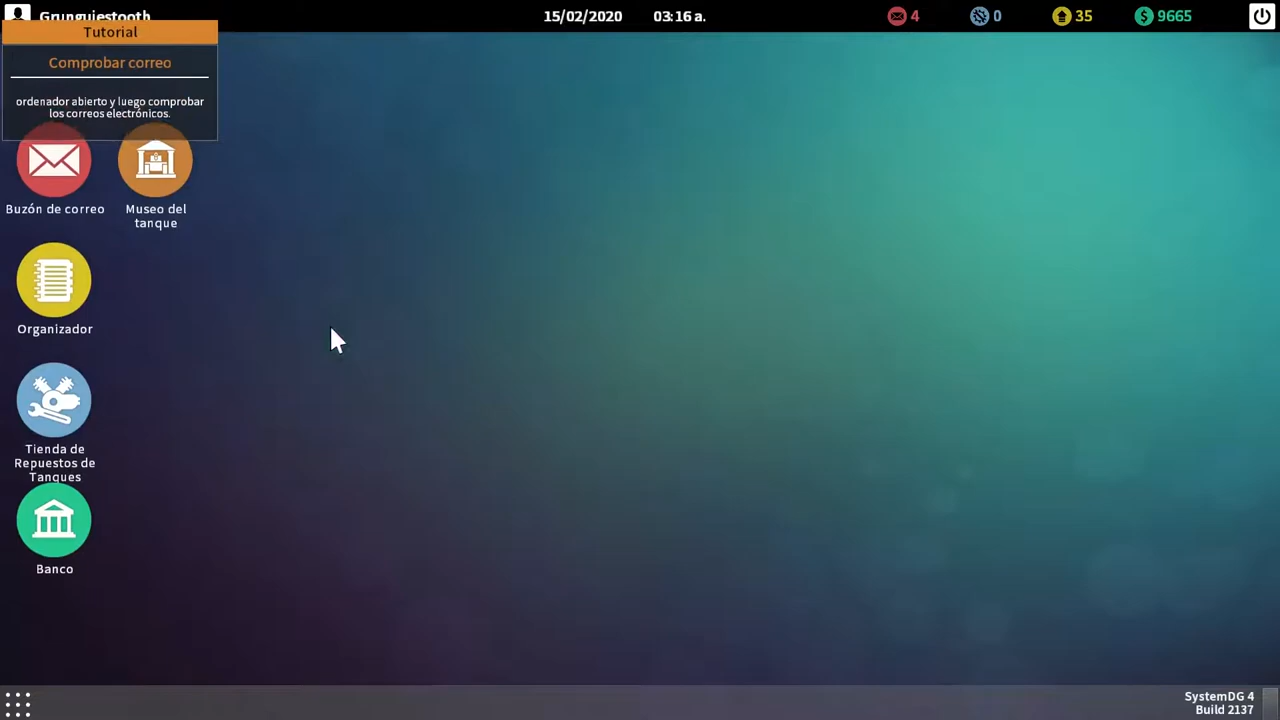 Grunguiestooth
15/02/2020 03:16 a.
4
0
35
$ 9665
Tutorial
Comprobar correo
ordenador abierto y luego comprobar
los correos electrónicos.
Buzón de correo
Museo del
tanque
Organizador
Tienda de
Repuestos de
Tanques
Banco
SystemDG 4
Build 2137